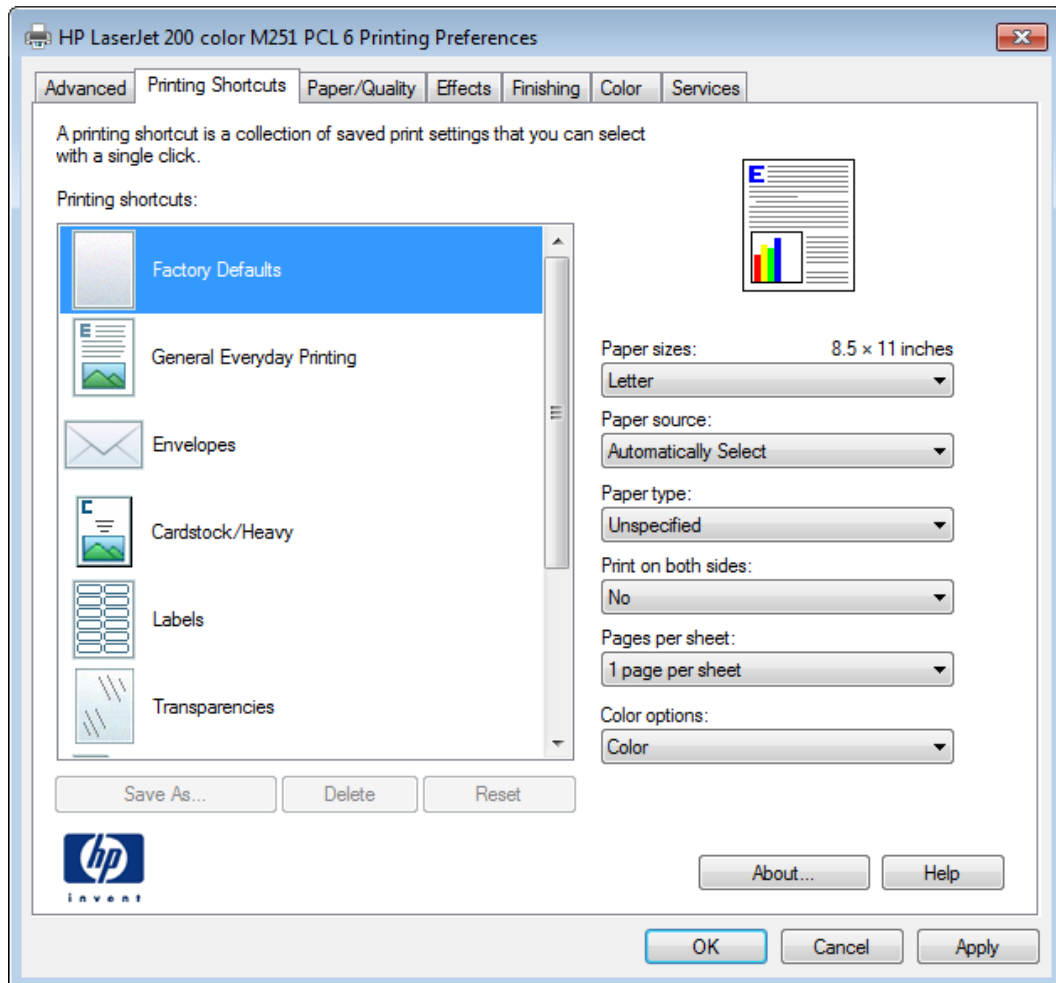 HP LaserJet 200 color M251 PCL 6 Printing Preferences
Advanced Printing Shortcuts Paper/Quality Effects Finishing Color Services
A printing shortcut is a collection of saved print settings that you can select
with a single click.
Printing shortcuts:
Factory Defaults
General Everyday Printing
Envelopes
Cardstock/Heavy
Labels
Transparencies
Save As... Delete Reset
E
Paper sizes: 8.5 × 11 inches
Letter
Paper source:
Automatically Select
Paper type:
Unspecified
Print on both sides:
No
Pages per sheet:
1 page per sheet
Color options:
Color
hp
invent
About... Help
OK Cancel Apply